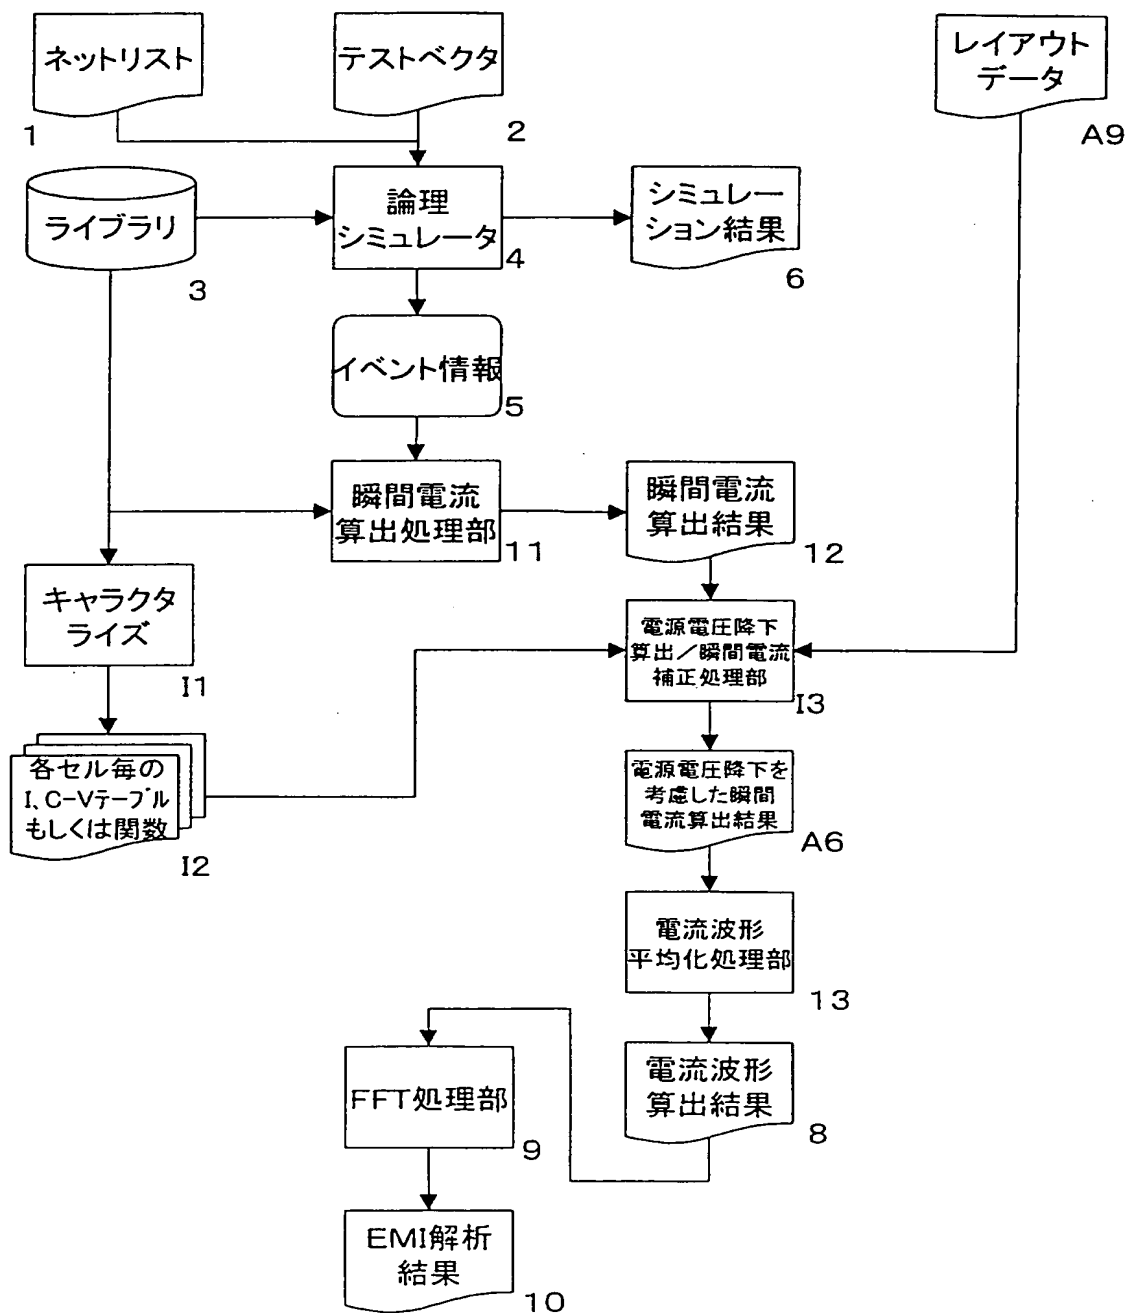 ネットリスト
1
テストベクタ
2
レイアウト
データ
A9
ライブラリ
3
論理
シミュレータ
4
シミュレー
ション結果
6
イベント情報
5
瞬間電流
算出処理部
11
瞬間電流
算出結果
12
キャラクタ
ライズ
I1
電源電圧降下
算出／瞬間電流
補正処理部
I3
各セル毎の
I、C-Vテーブル
もしくは関数
I2
電源電圧降下を
考慮した瞬間
電流算出結果
A6
電流波形
平均化処理部
13
電流波形
算出結果
8
FFT処理部
9
EMI解析
結果
10